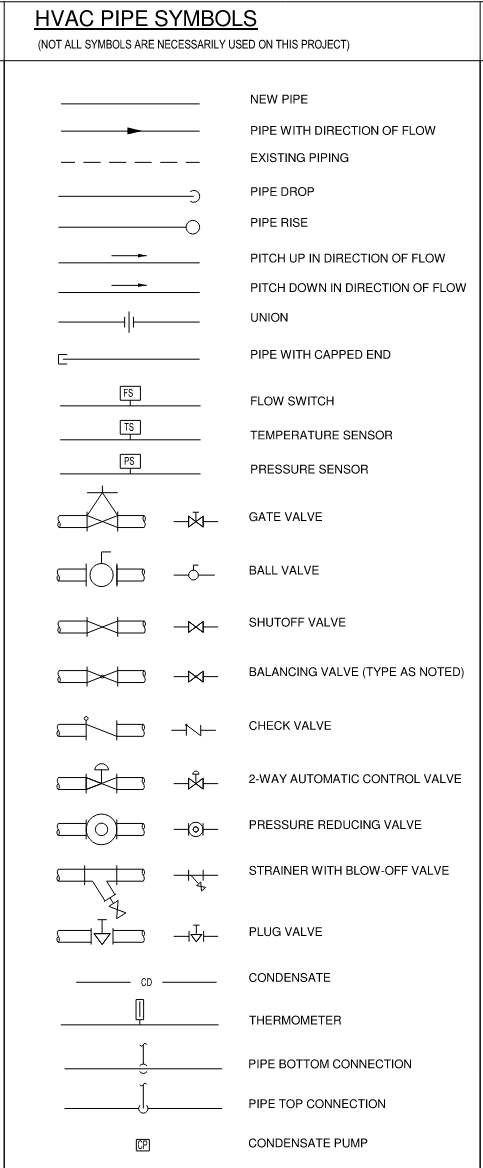 HVAC PIPE SYMBOLS
(NOT ALL SYMBOLS ARE NECESSARILY USED ON THIS PROJECT)
NEW PIPE
PIPE WITH DIRECTION OF FLOW
EXISTING PIPING
PIPE DROP
PIPE RISE
PITCH UP IN DIRECTION OF FLOW
PITCH DOWN IN DIRECTION OF FLOW
UNION
PIPE WITH CAPPED END
FS FLOW SWITCH
TS TEMPERATURE SENSOR
PS PRESSURE SENSOR
GATE VALVE
BALL VALVE
SHUTOFF VALVE
BALANCING VALVE (TYPE AS NOTED)
CHECK VALVE
2-WAY AUTOMATIC CONTROL VALVE
PRESSURE REDUCING VALVE
STRAINER WITH BLOW-OFF VALVE
PLUG VALVE
CD CONDENSATE
THERMOMETER
PIPE BOTTOM CONNECTION
PIPE TOP CONNECTION
CP CONDENSATE PUMP